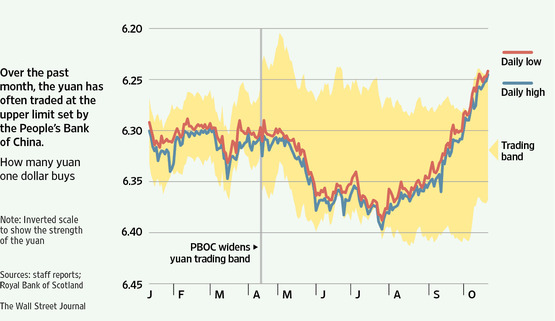 Over the past
month, the yuan has
often traded at the
upper limit set by
the People's Bank
of China.
How many yuan
one dollar buys
Note: Inverted scale
to show the strength
of the yuan
Sources: staff reports;
Royal Bank of Scotland
The Wall Street Journal
6.20
6.25
6.30
6.35
6.40
6.45
PBOC widens
yuan trading band
J F M A M J J A S O
Daily low
Daily high
Trading
band